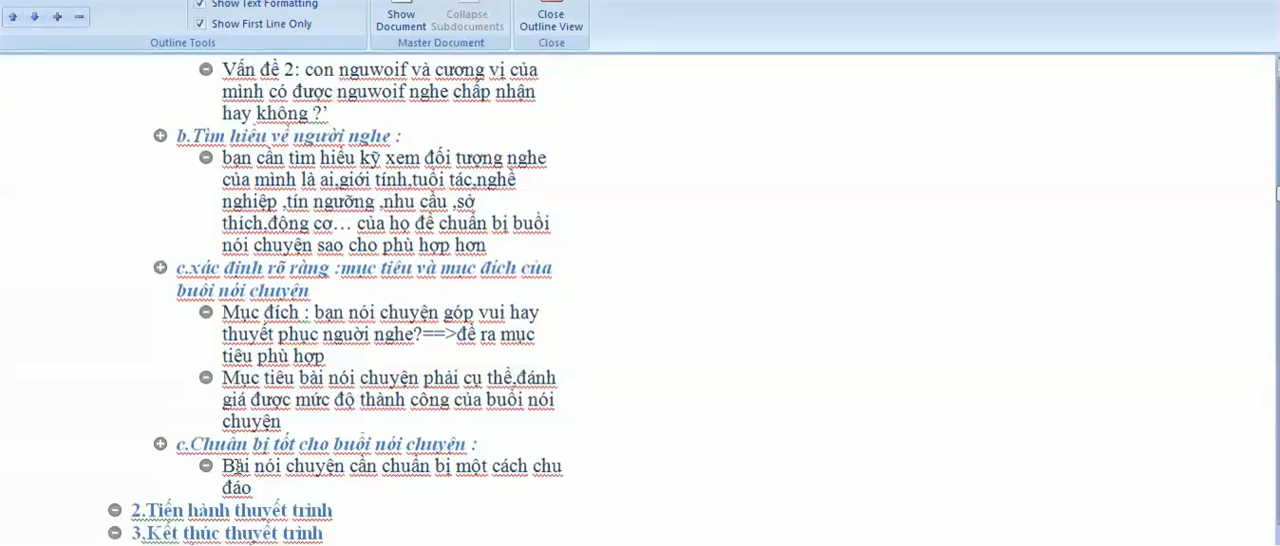 Show Text Formatting
Show First Line Only
Outline Tools
Show
Document
Collapse
Subdocuments
Master Document
Close
Outline View
Close
Vấn đề 2: con nguwoif và cương vị của
mình có được nguwoif nghe chấp nhận
hay không ?’
b.Tìm hiểu về người nghe :
bạn cần tìm hiểu kỹ xem đối tượng nghe
của mình là ai,giới tính,tuổi tác,nghề
nghiệp ,tín ngưỡng ,nhu cầu ,sở
thích,động cơ… của họ để chuẩn bị buổi
nói chuyện sao cho phù hợp hơn
c.xác định rõ ràng :mục tiêu và mục đích của
buổi nói chuyện
Mục đích : bạn nói chuyện góp vui hay
thuyết phục nguời nghe?==>đề ra mục
tiêu phù hợp
Mục tiêu bài nói chuyện phải cụ thể,đánh
giá được mức độ thành công của buổi nói
chuyện
c.Chuẩn bị tốt cho buổi nói chuyện :
Bài nói chuyện cần chuẩn bị một cách chu
đáo
2.Tiến hành thuyết trình
3.Kết thúc thuyết trình